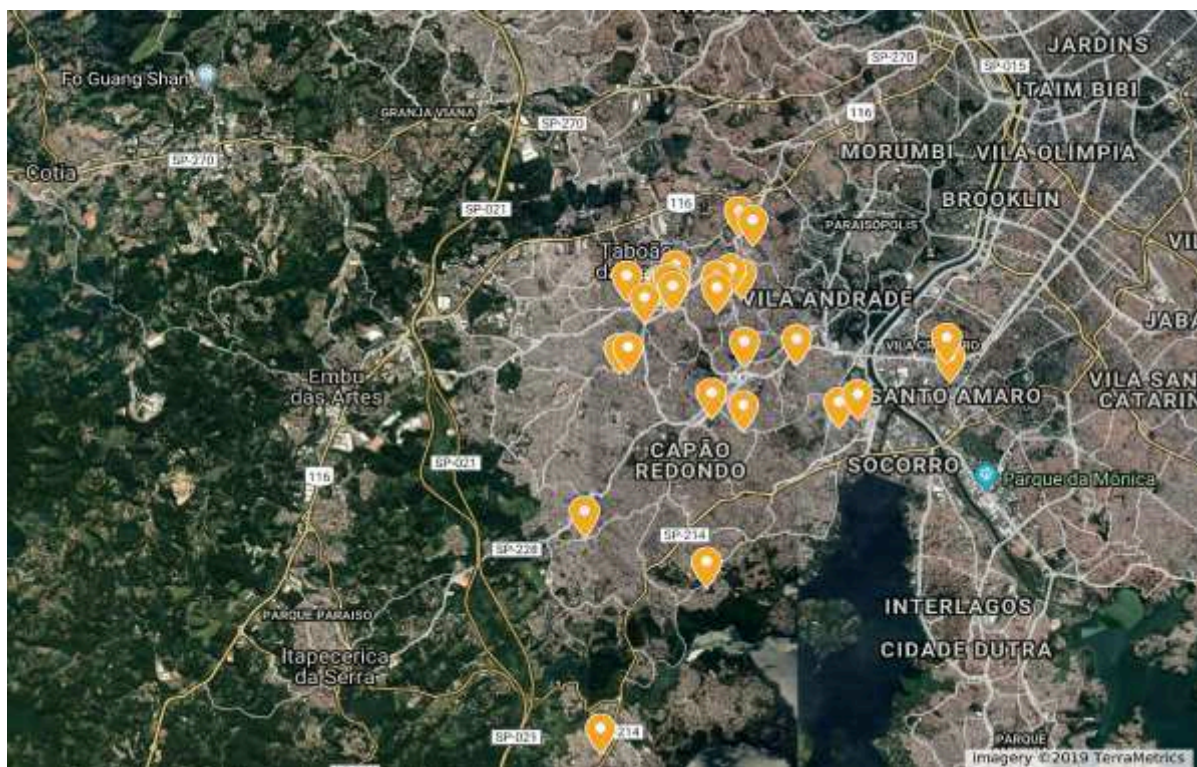 JARDINS
SP-270
SP-015
Fo Guang Shan
ITAIM BIBI
GRANJA VIANA
116
SP-270
MORUMBI
VILA OLÍMPIA
SP-270
Cotia
BROOKLIN
116
SP-021
PARAISÓPOLIS
Taboão
VILA ANDRADE
Embu
das Artes
SANTO AMARO
VILA SAN
CATARIN
CAPÃO
REDONDO
SOCORRO
SP-021
116
Parque da Mônica
SP-214
SP-228
INTERLAGOS
PARQUE PARAISO
CIDADE DUTRA
Itapecerica
da Serra
SP-021
214
PARQUE
Imagery ©2019 TerraMetrics